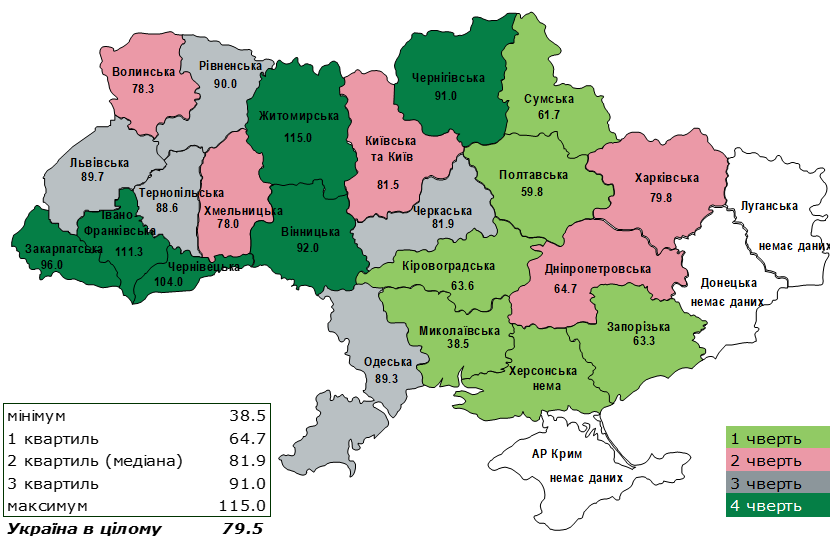 Волинська
78.3
Рівненська
90.0
Житомирська
115.0
Чернігівська
91.0
Сумська
61.7
Київська
та Київ
81.5
Львівська
89.7
Тернопільська
88.6
Хмельницька
78.0
Івано
Франківська
111.3
Закарпатська
96.0
Чернівецька
104.0
Вінницька
92.0
Черкаська
81.9
Полтавська
59.8
Харківська
79.8
Луганська
немає даних
Донецька
немає даних
Кіровоградська
63.6
Дніпропетровська
64.7
Запорізька
63.3
Миколаївська
38.5
Одеська
89.3
Херсонська
нема
АР Крим
немає даних
мінімум 38.5
1 квартиль 64.7
2 квартиль (медіана) 81.9
3 квартиль 91.0
максимум 115.0
Україна в цілому 79.5
1 чверть
2 чверть
3 чверть
4 чверть